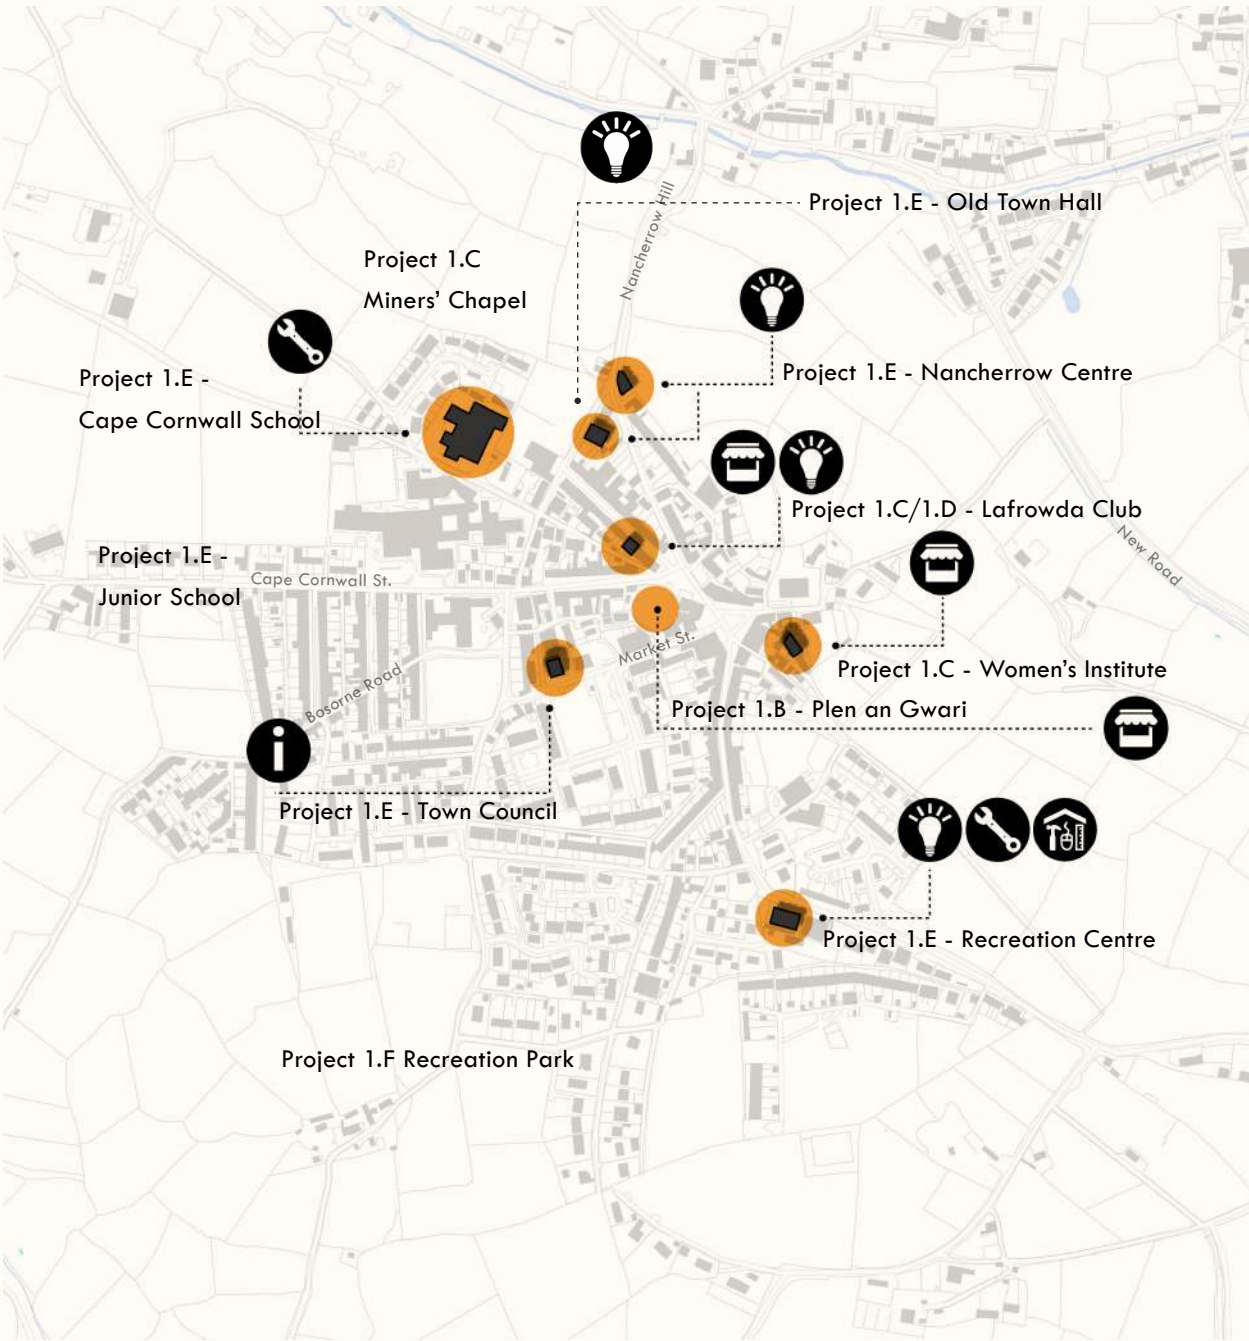 Project 1.E - Old Town Hall
Nancherrow Hill
Project 1.C
Miners' Chapel
Project 1.E - Nancherrow Centre
Project 1.E -
Cape Cornwall School
Project 1.C/1.D - Lafrowda Club
New Road
Project 1.E -
Junior School
Cape Cornwall St.
Market St.
Project 1.C - Women's Institute
Bosorne Road
Project 1.B - Plen an Gwari
Project 1.E - Town Council
Project 1.E - Recreation Centre
Project 1.F Recreation Park